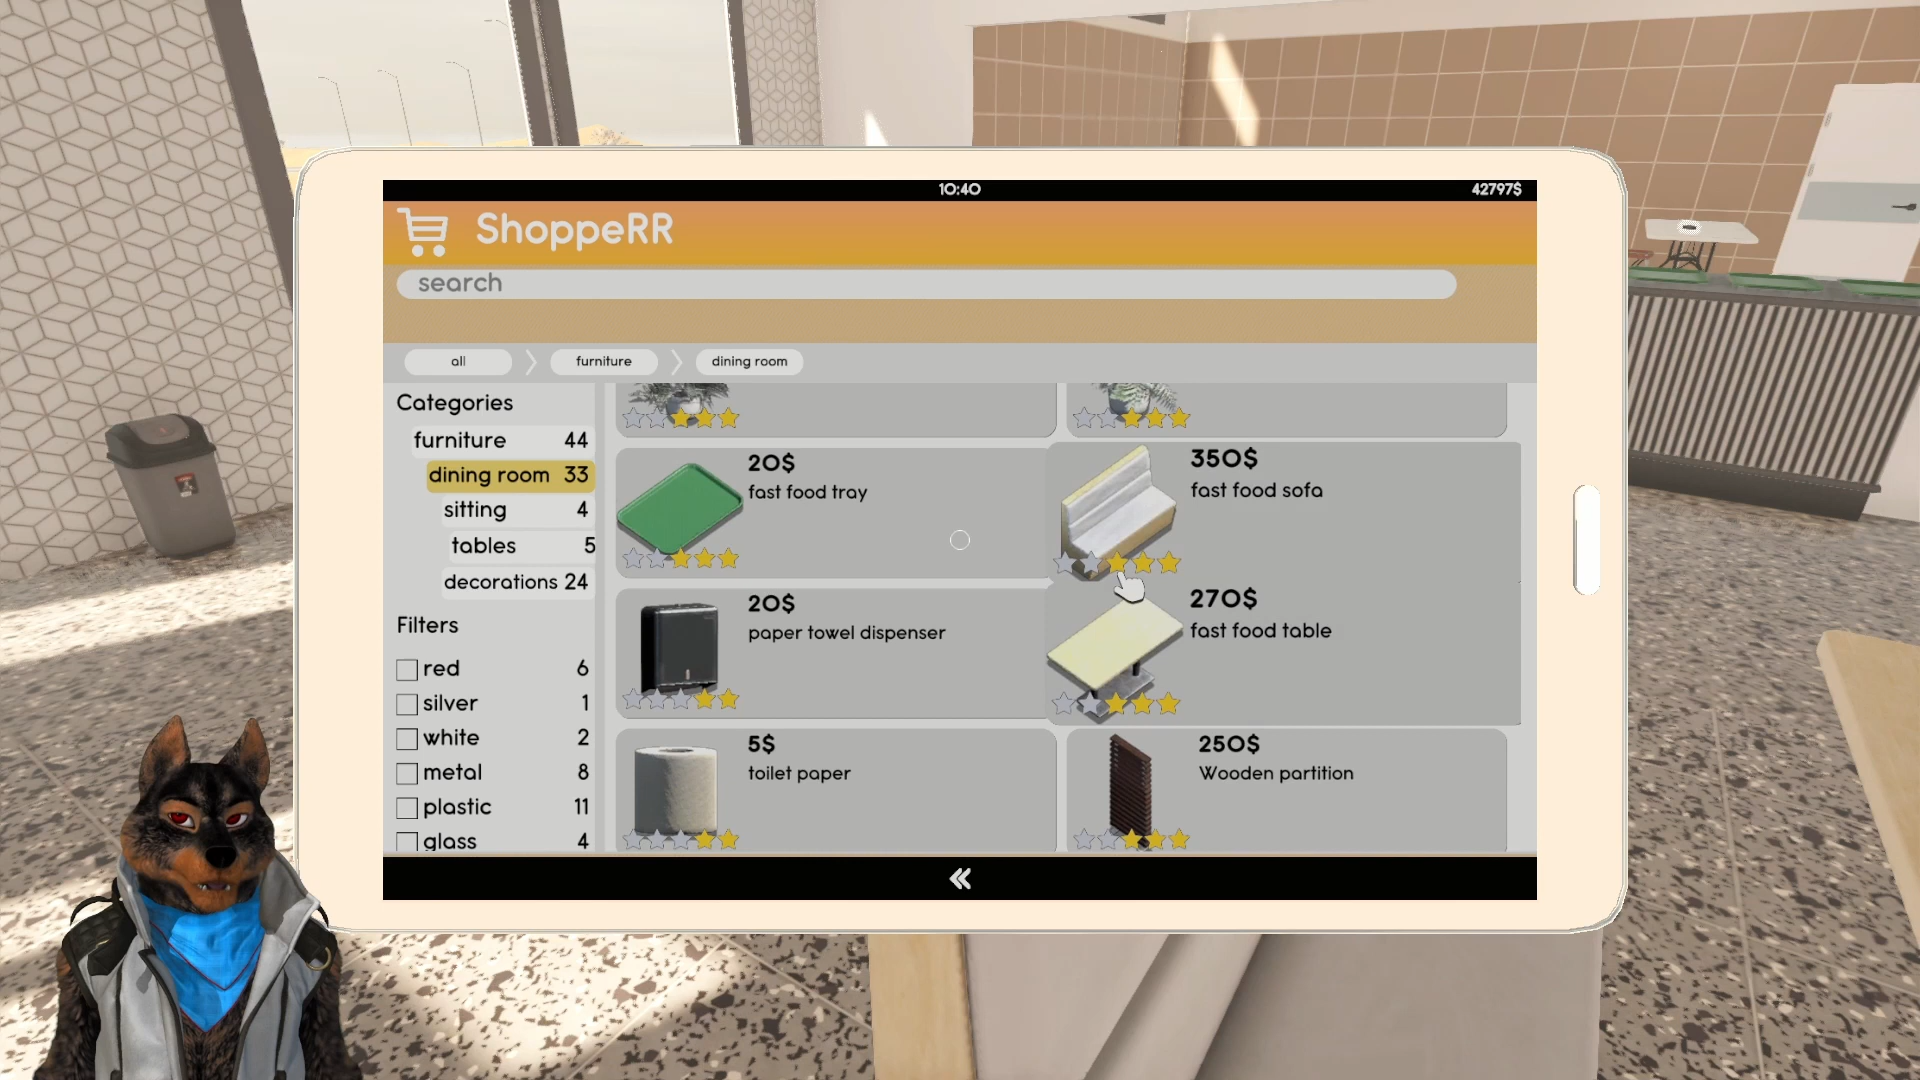 10:40
42797$
ShoppeRR
search
all
furniture
dining room
Categories
furniture 44
dining room 33
sitting 4
tables 5
decorations 24
Filters
red 6
silver 1
white 2
metal 8
plastic 11
glass 4
20$
fast food tray
350$
fast food sofa
20$
paper towel dispenser
270$
fast food table
5$
toilet paper
250$
Wooden partition